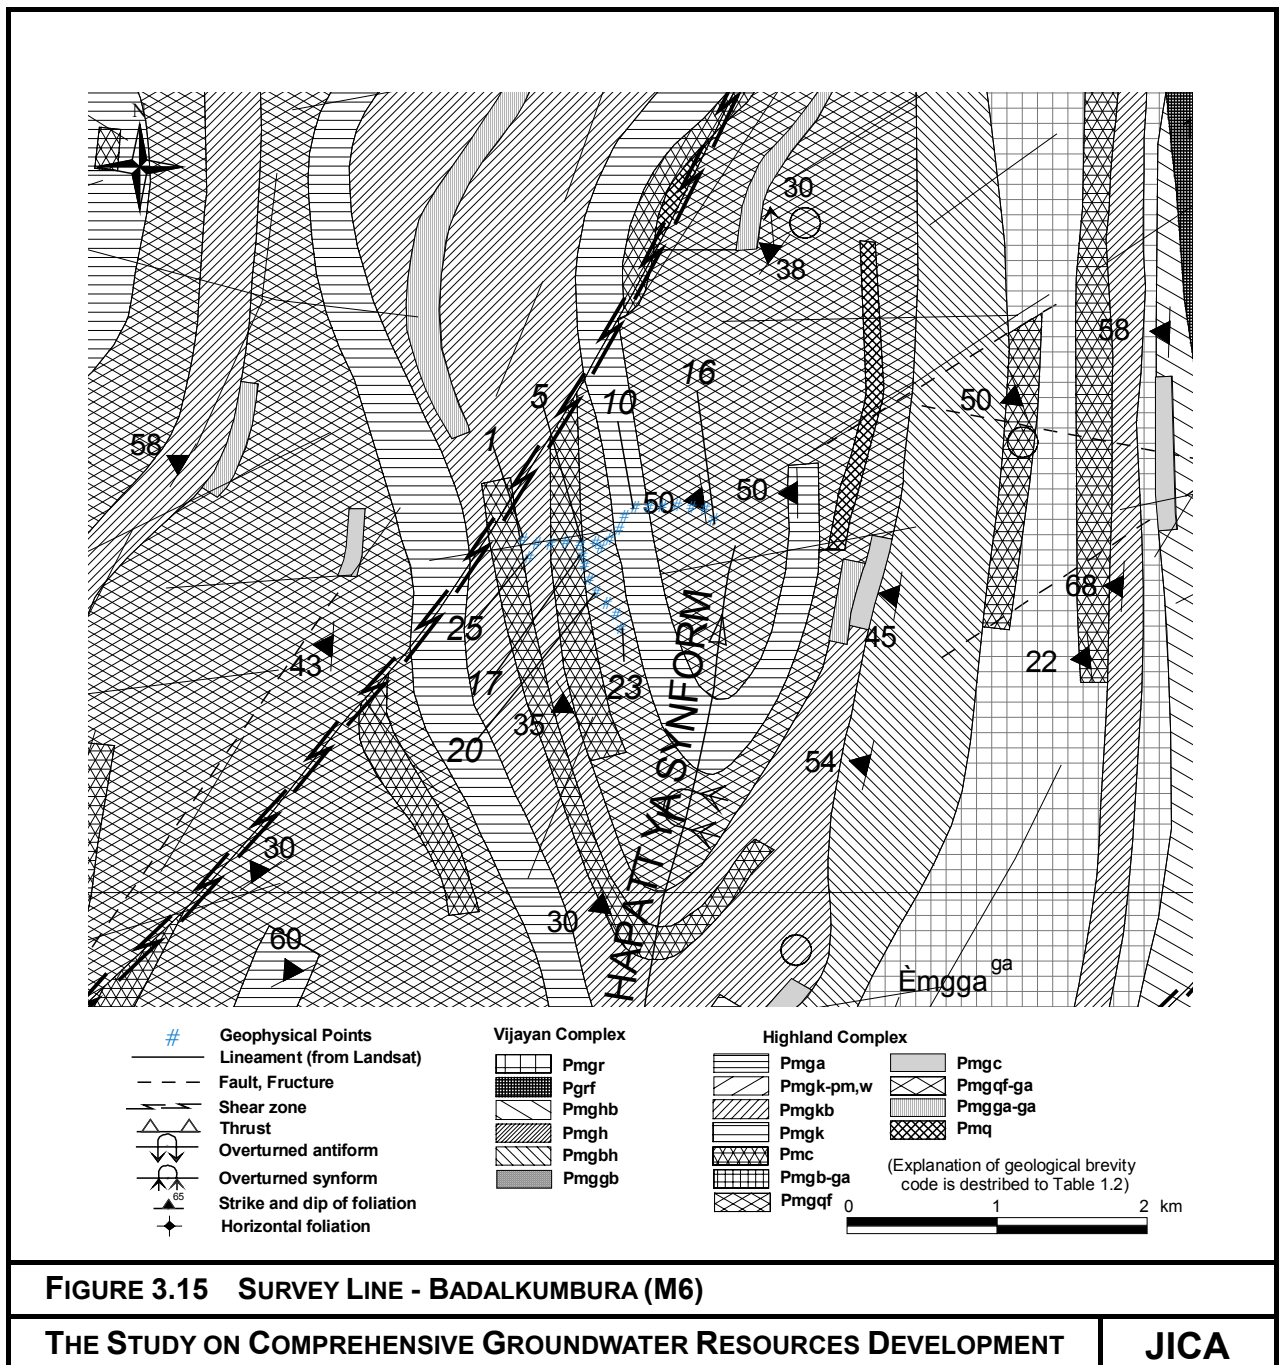 N
30
38
58
16
5
10
50
1
58
50
50
25
68
45
43
22
17
23
35
20
54
30
HAPATT YA SYNFORM
30
60
Èmgga ga
# Geophysical Points
Lineament (from Landsat)
Fault, Fructure
Shear zone
Thrust
Overturned antiform
Overturned synform
65 Strike and dip of foliation
Horizontal foliation
Vijayan Complex
Pmgr
Pgrf
Pmghb
Pmgh
Pmgbh
Pmggb
Highland Complex
Pmga
Pmgk-pm,w
Pmgkb
Pmgk
Pmc
Pmgb-ga
Pmgqf
Pmgc
Pmgqf-ga
Pmgga-ga
Pmq
(Explanation of geological brevity
code is destribed to Table 1.2)
0 1 2 km
FIGURE 3.15 SURVEY LINE - BADALKUMBURA (M6)
THE STUDY ON COMPREHENSIVE GROUNDWATER RESOURCES DEVELOPMENT
JICA